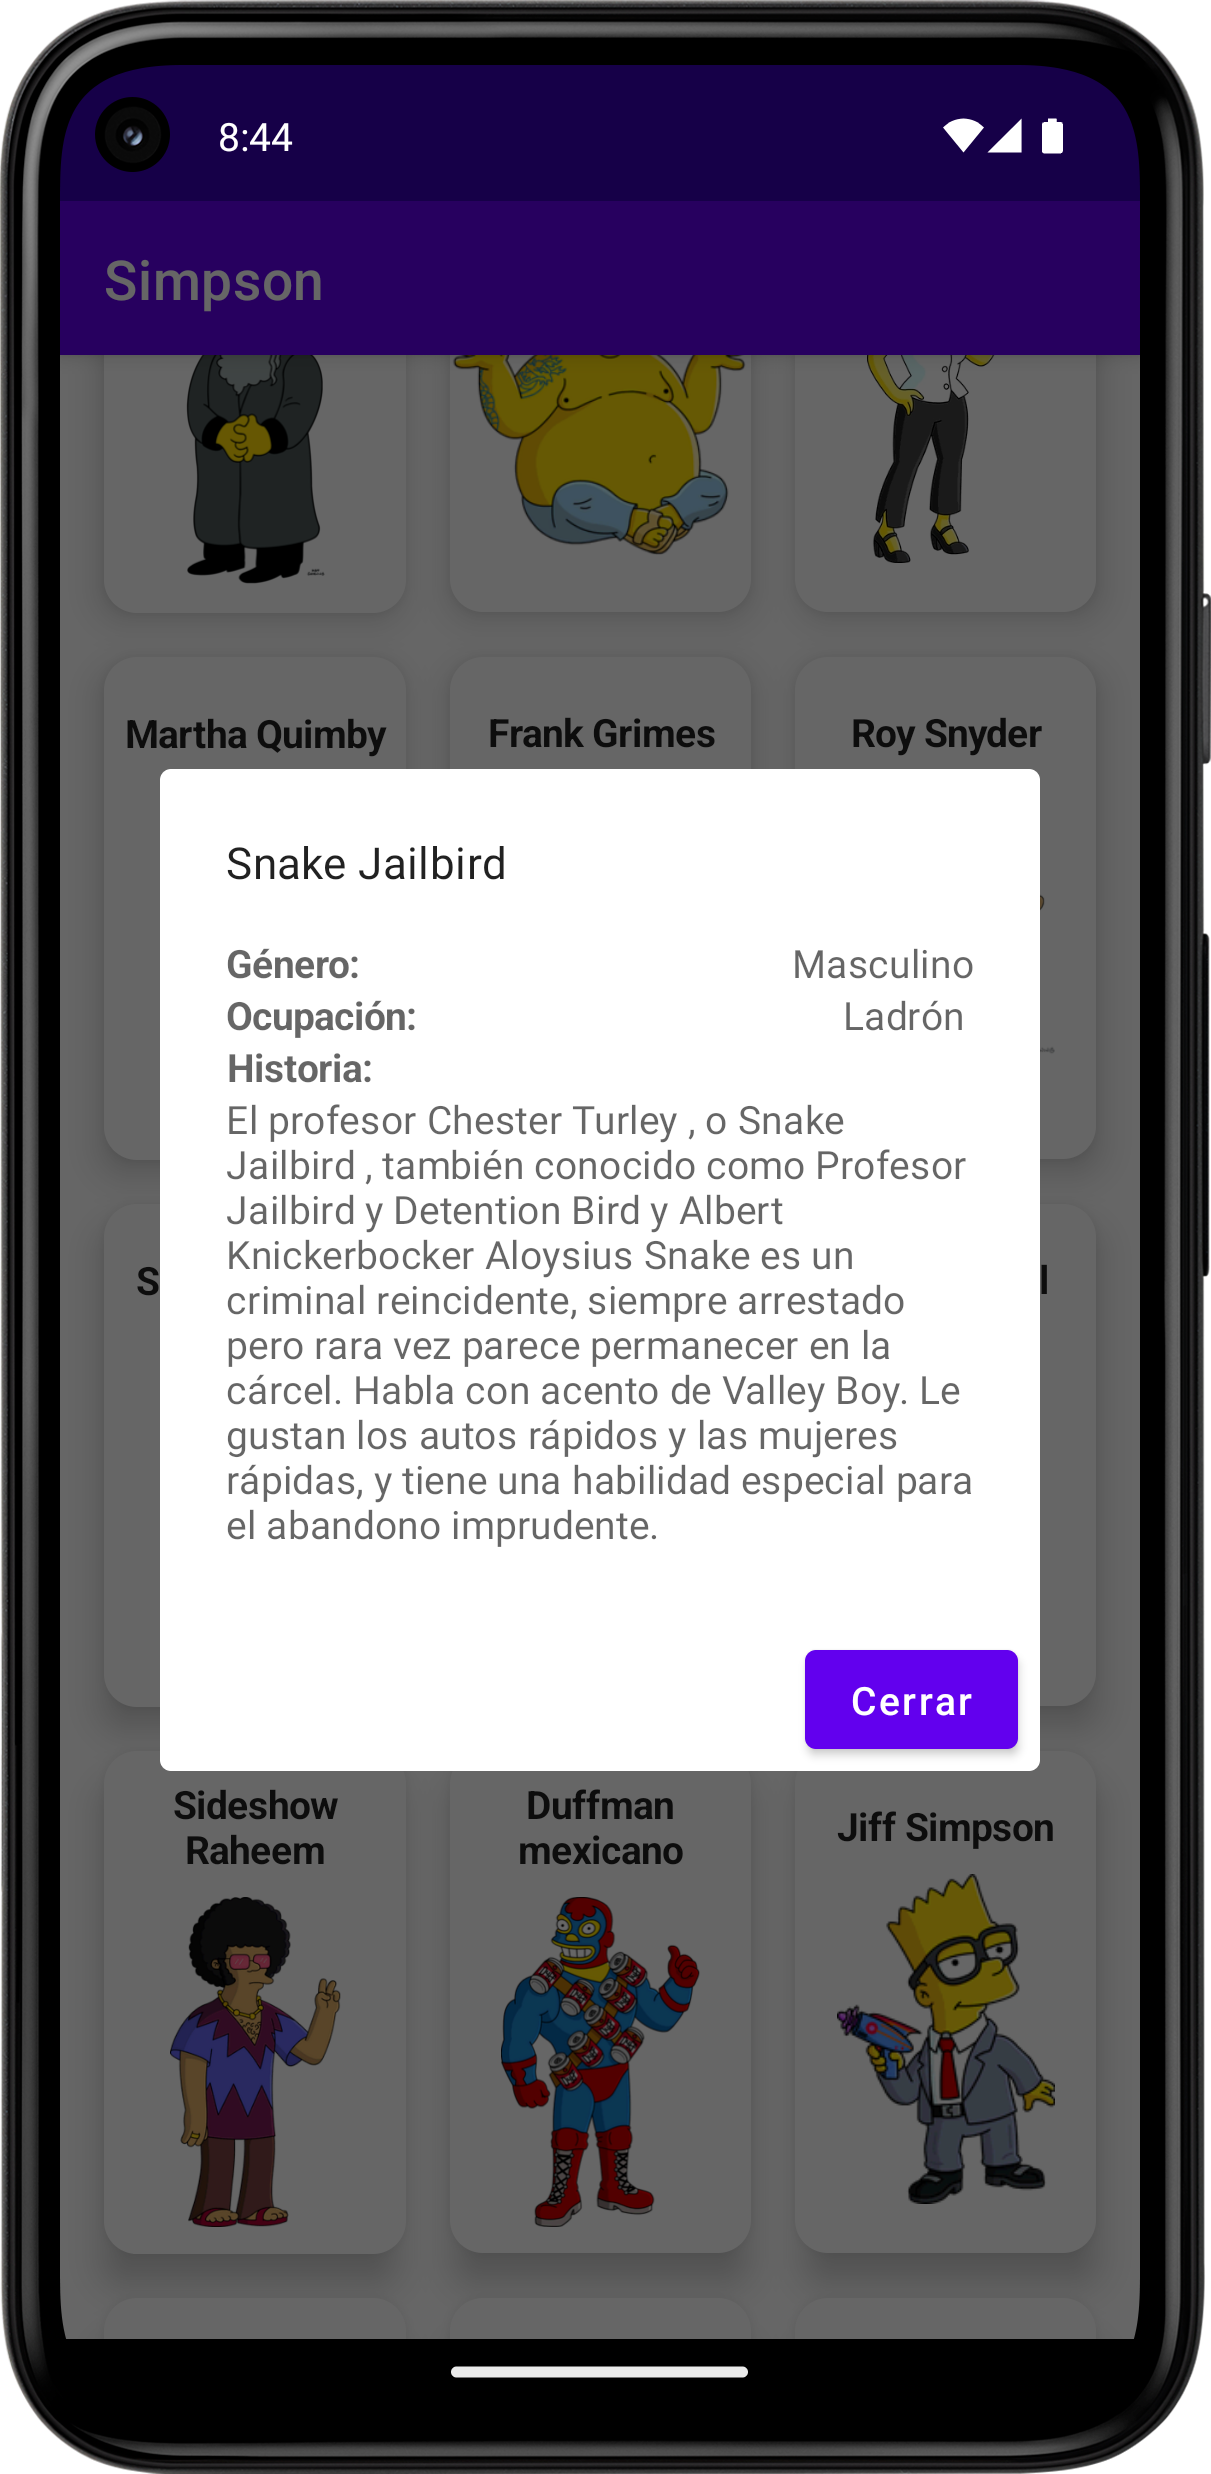 8:44
Simpson
Martha Quimby
Frank Grimes
Roy Snyder
Snake Jailbird
Género: Masculino
Ocupación: Ladrón
Historia:
El profesor Chester Turley , o Snake
Jailbird , también conocido como Profesor
Jailbird y Detention Bird y Albert
Knickerbocker Aloysius Snake es un
criminal reincidente, siempre arrestado
pero rara vez parece permanecer en la
cárcel. Habla con acento de Valley Boy. Le
gustan los autos rápidos y las mujeres
rápidas, y tiene una habilidad especial para
el abandono imprudente.
Cerrar
Sideshow
Raheem
Duffman
mexicano
Jiff Simpson